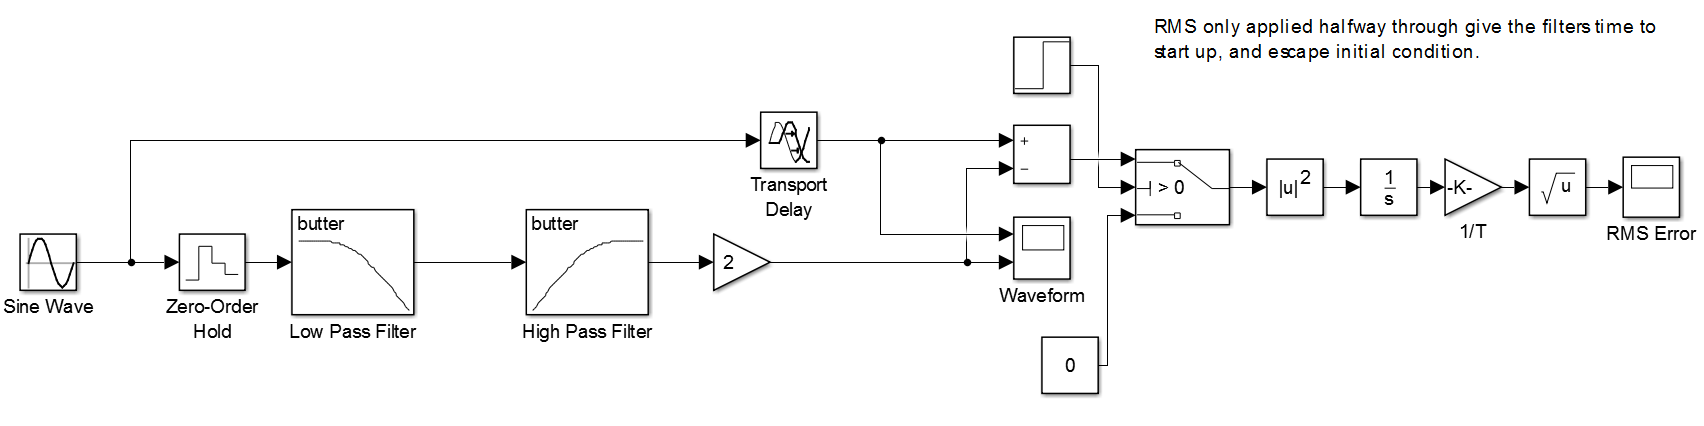 RMS only applied halfway through give the filters time to
start up, and escape initial condition.
+
−
Transport
Delay
> 0
|u|²
1
s
-K-
√u
1/T
RMS Error
butter
butter
2
Sine Wave
Zero-Order
Hold
Low Pass Filter
High Pass Filter
Waveform
0